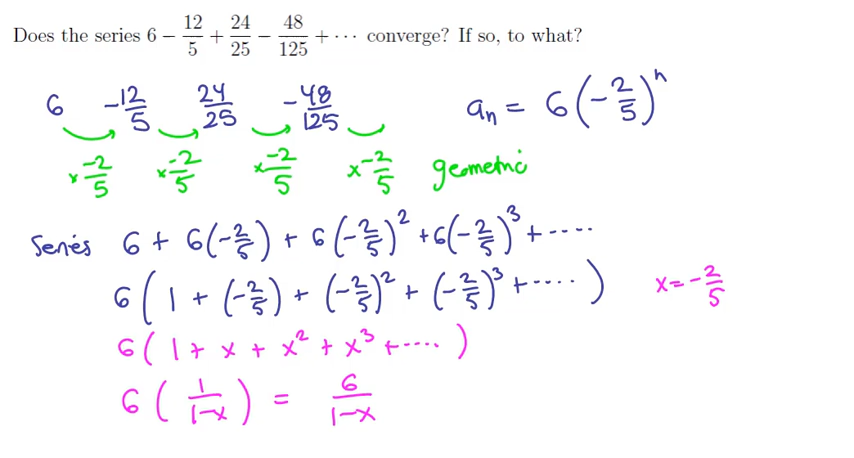 Does the series 6 − 12/5 + 24/25 − 48/125 + ⋯ converge? If so, to what?
6 −12/5 24/25 −48/125 aₙ = 6(−2/5)ⁿ
×−2/5 ×−2/5 ×−2/5 ×−2/5 geometric
Series 6 + 6(−2/5) + 6(−2/5)² + 6(−2/5)³ + ·····
6(1 + (−2/5) + (−2/5)² + (−2/5)³ + ·····) x = −2/5
6(1 + x + x² + x³ + ·····)
6(1/(1−x)) = 6/(1−x)